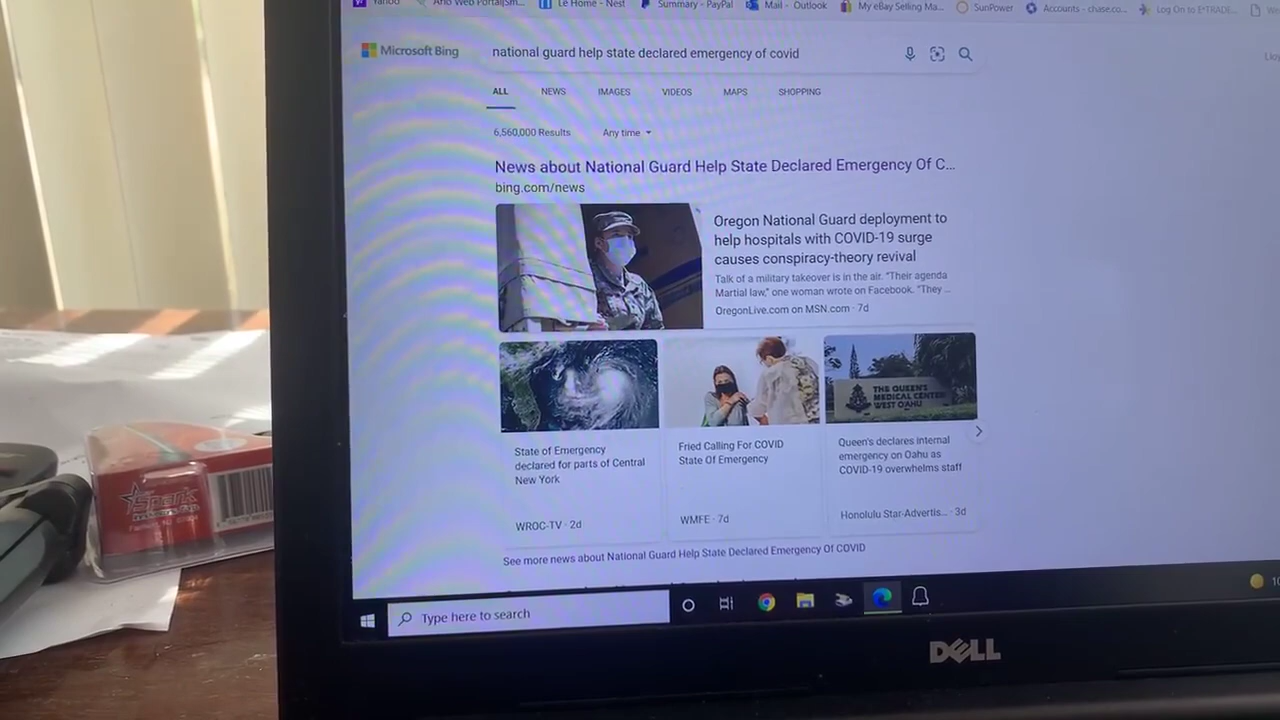 Yahoo
Arlo Web Portal|Sm...
Le Home - Nest
Summary - PayPal
Mail - Outlook
My eBay Selling Ma...
SunPower
Accounts - chase.co...
Log On to E*TRADE...
Microsoft Bing
national guard help state declared emergency of covid
ALL
NEWS
IMAGES
VIDEOS
MAPS
SHOPPING
6,560,000 Results
Any time
News about National Guard Help State Declared Emergency Of C...
bing.com/news
Oregon National Guard deployment to
help hospitals with COVID-19 surge
causes conspiracy-theory revival
Talk of a military takeover is in the air. "Their agenda
Martial law," one woman wrote on Facebook. "They ...
OregonLive.com on MSN.com · 7d
THE QUEEN'S
MEDICAL CENTER
WEST OAHU
State of Emergency
declared for parts of Central
New York
WROC-TV · 2d
Fried Calling For COVID
State Of Emergency
WMFE · 7d
Queen's declares internal
emergency on Oahu as
COVID-19 overwhelms staff
Honolulu Star-Advertis... · 3d
See more news about National Guard Help State Declared Emergency Of COVID
Type here to search
DELL
Spark